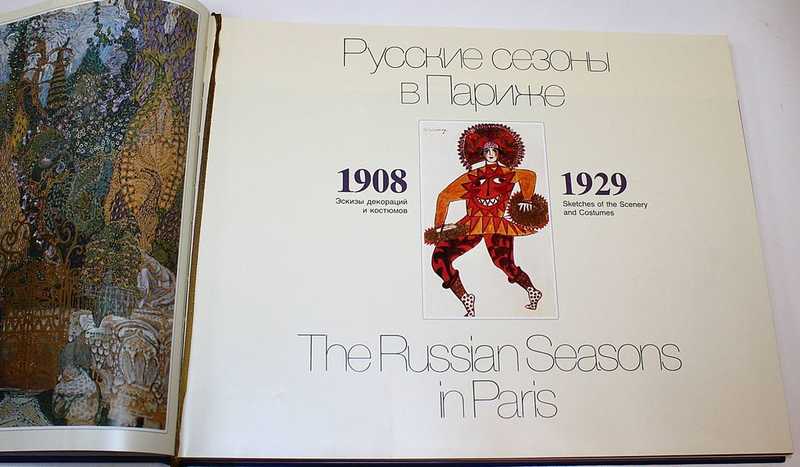 Русские сезоны
в Париже
1908
Эскизы декораций
и костюмов
1929
Sketches of the Scenery
and Costumes
The Russian Seasons
in Paris